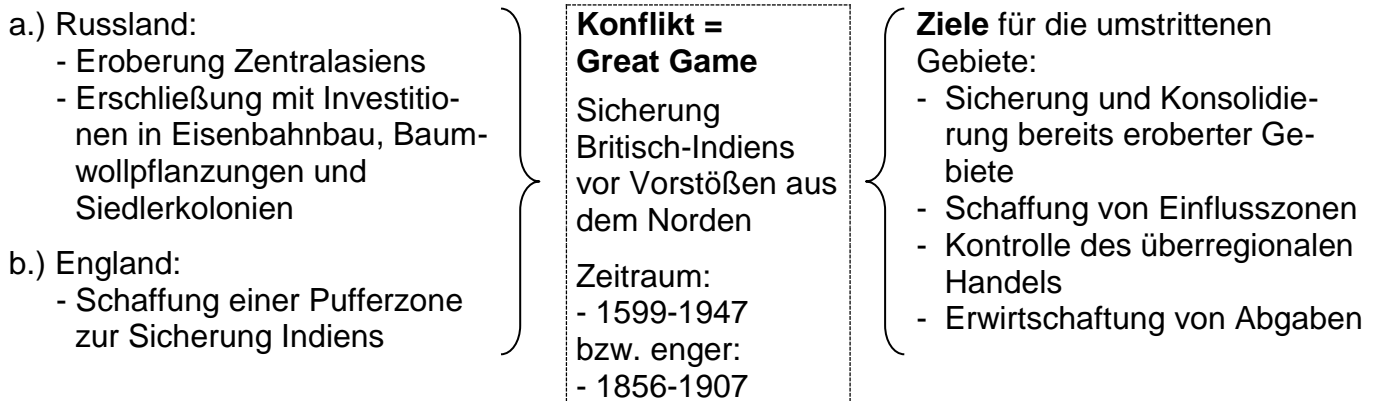 a.) Russland:
- Eroberung Zentralasiens
- Erschließung mit Investitio-
nen in Eisenbahnbau, Baum-
wollpflanzungen und
Siedlerkolonien
b.) England:
- Schaffung einer Pufferzone
zur Sicherung Indiens
Konflikt =
Great Game
Sicherung
Britisch-Indiens
vor Vorstößen aus
dem Norden
Zeitraum:
- 1599-1947
bzw. enger:
- 1856-1907
Ziele für die umstrittenen
Gebiete:
- Sicherung und Konsolidie-
rung bereits eroberter Ge-
biete
- Schaffung von Einflusszonen
- Kontrolle des überregionalen
Handels
- Erwirtschaftung von Abgaben